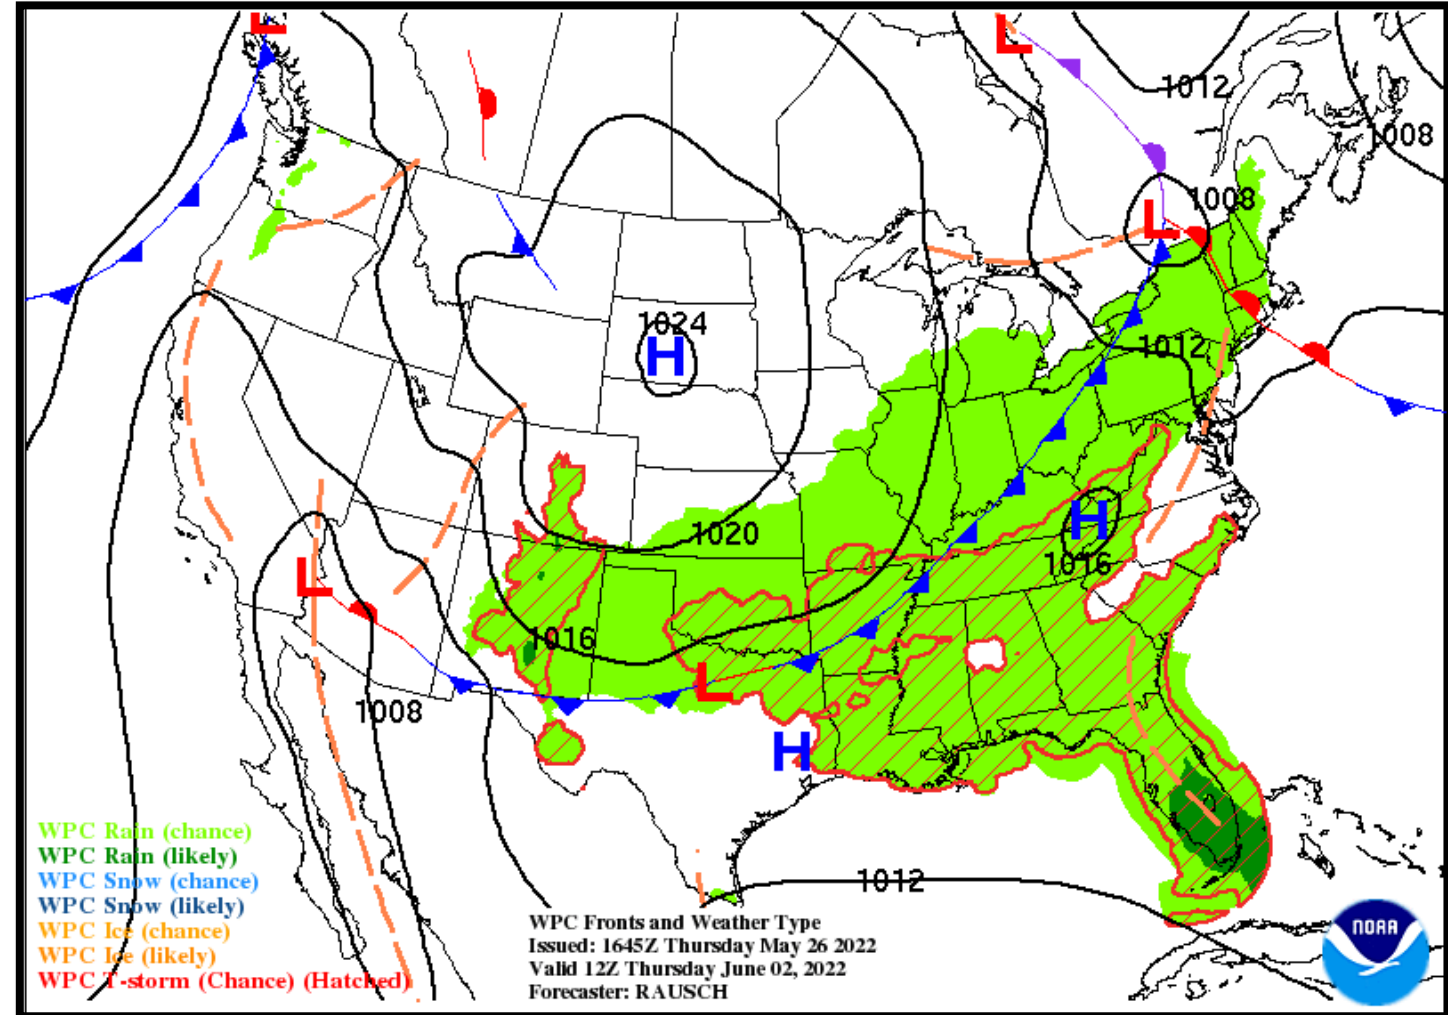 L
L
1012
1008
1008
L
1024
H
1012
1020
H
1016
L
1016
L
1008
H
WPC Rain (chance)
WPC Rain (likely)
WPC Snow (chance)
WPC Snow (likely)
WPC Ice (chance)
WPC Ice (likely)
WPC T-storm (Chance) (Hatched)
1012
WPC Fronts and Weather Type
Issued: 1645Z Thursday May 26 2022
Valid 12Z Thursday June 02, 2022
Forecaster: RAUSCH
NOAA